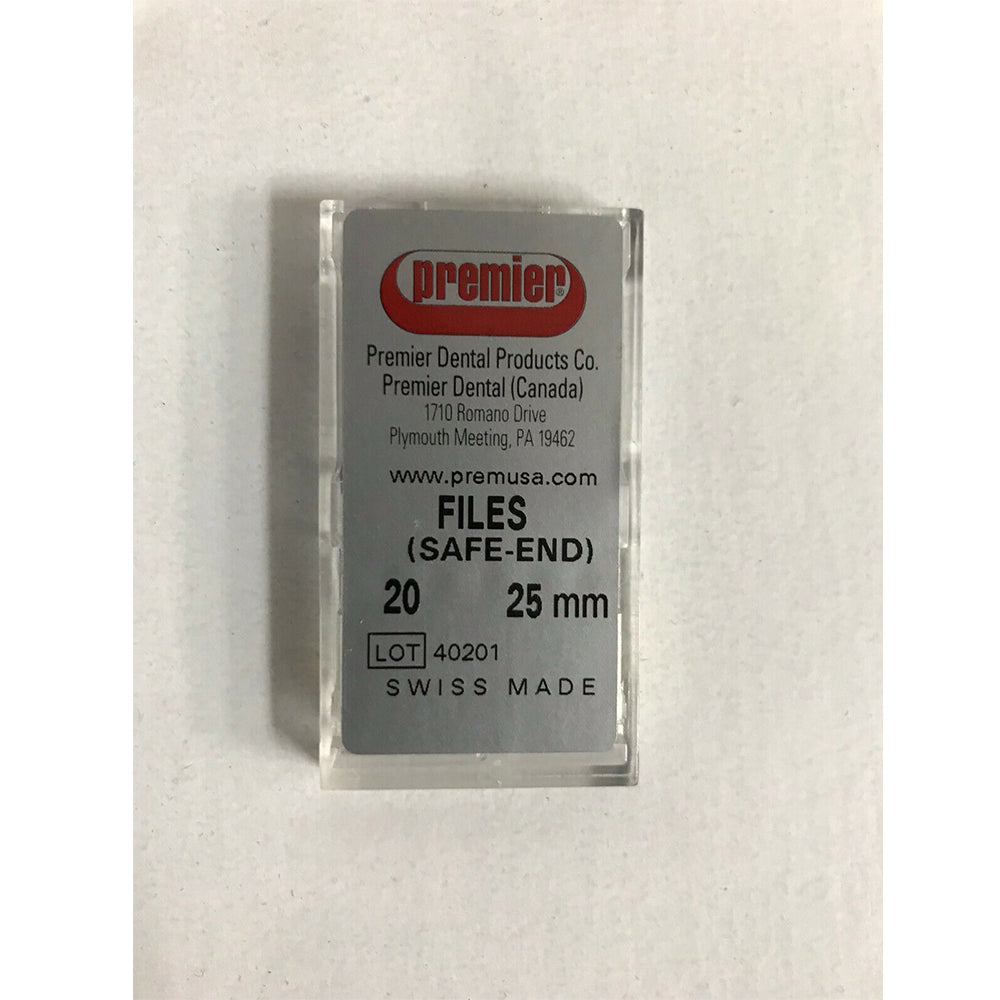 premier®
Premier Dental Products Co.
Premier Dental (Canada)
1710 Romano Drive
Plymouth Meeting, PA 19462
www.premusa.com
FILES
(SAFE-END)
20 25 mm
LOT 40201
SWISS MADE